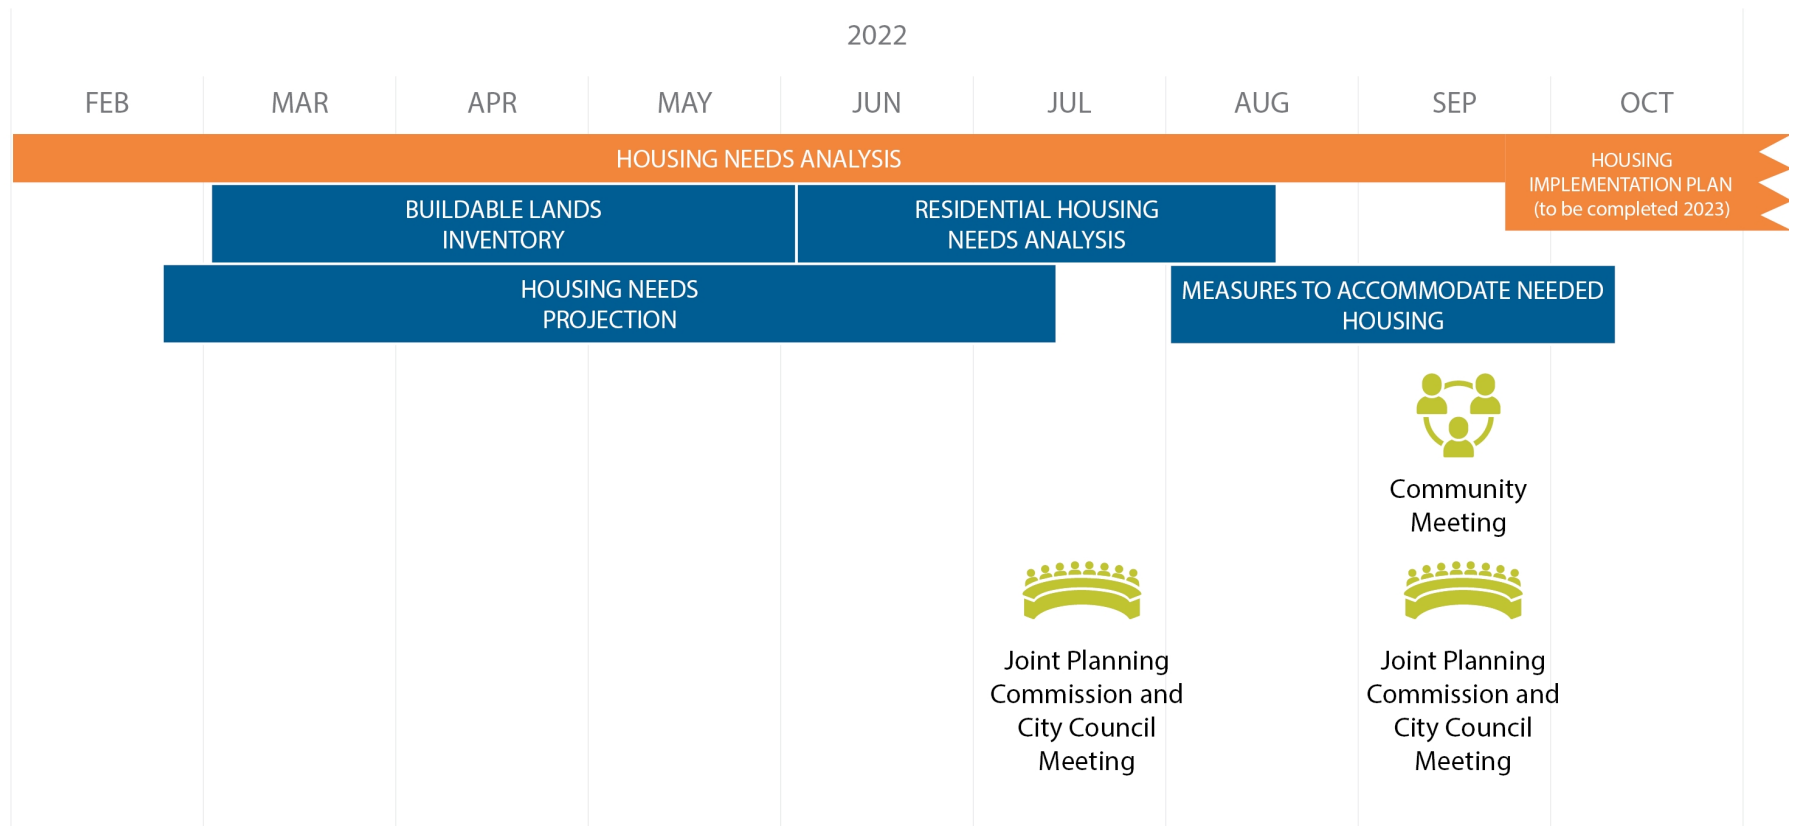 2022
FEB MAR APR MAY JUN JUL AUG SEP OCT
HOUSING NEEDS ANALYSIS
HOUSING
IMPLEMENTATION PLAN
(to be completed 2023)
BUILDABLE LANDS
INVENTORY
RESIDENTIAL HOUSING
NEEDS ANALYSIS
HOUSING NEEDS
PROJECTION
MEASURES TO ACCOMMODATE NEEDED
HOUSING
Community
Meeting
Joint Planning
Commission and
City Council
Meeting
Joint Planning
Commission and
City Council
Meeting